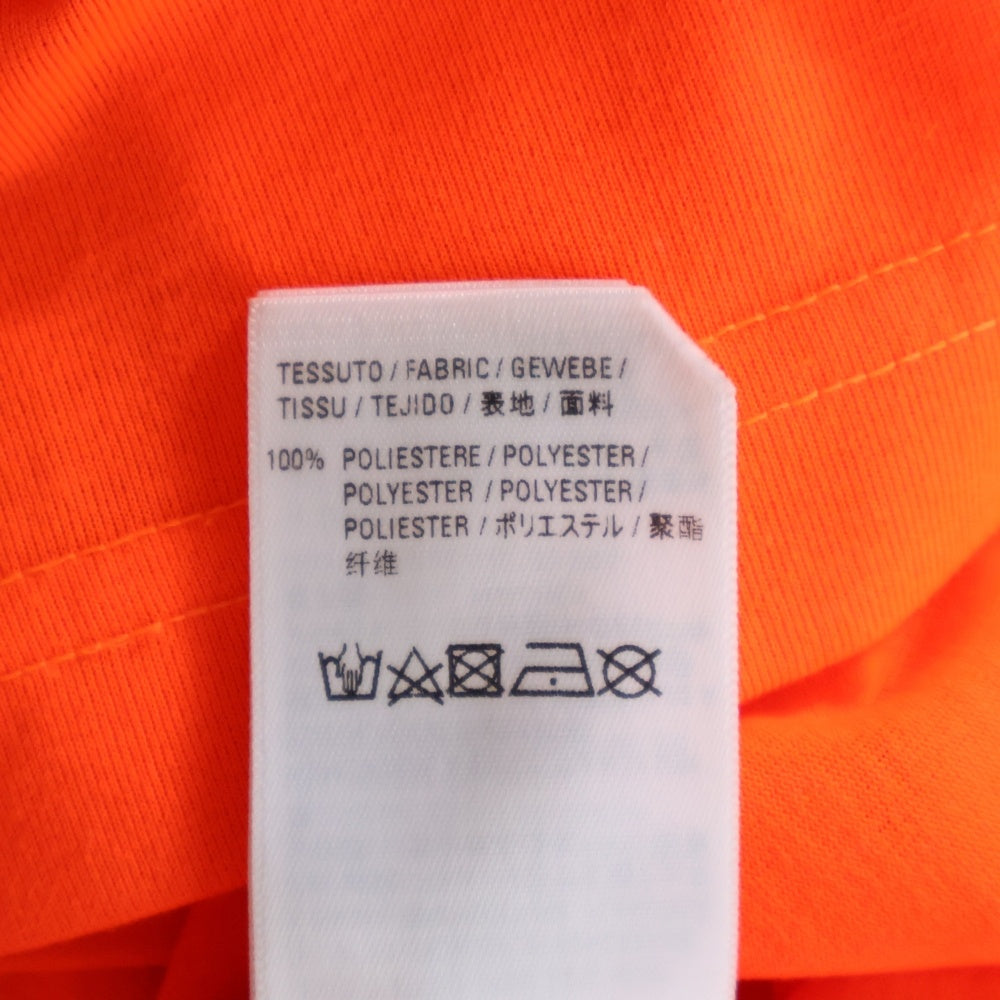 TESSUTO / FABRIC / GEWEBE /
TISSU / TEJIDO / 表地 / 面料
100% POLIESTERE / POLYESTER /
POLYESTER / POLYESTER /
POLIESTER / ポリエステル / 聚酯
纤维